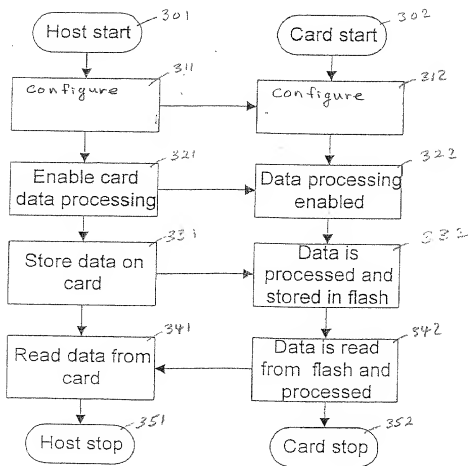 301
302
Host start
Card start
311
312
Configure
Configure
321
322
Enable card
data processing
Data processing
enabled
331
332
Store data on
card
Data is
processed and
stored in flash
341
342
Read data from
card
Data is read
from flash and
processed
351
352
Host stop
Card stop